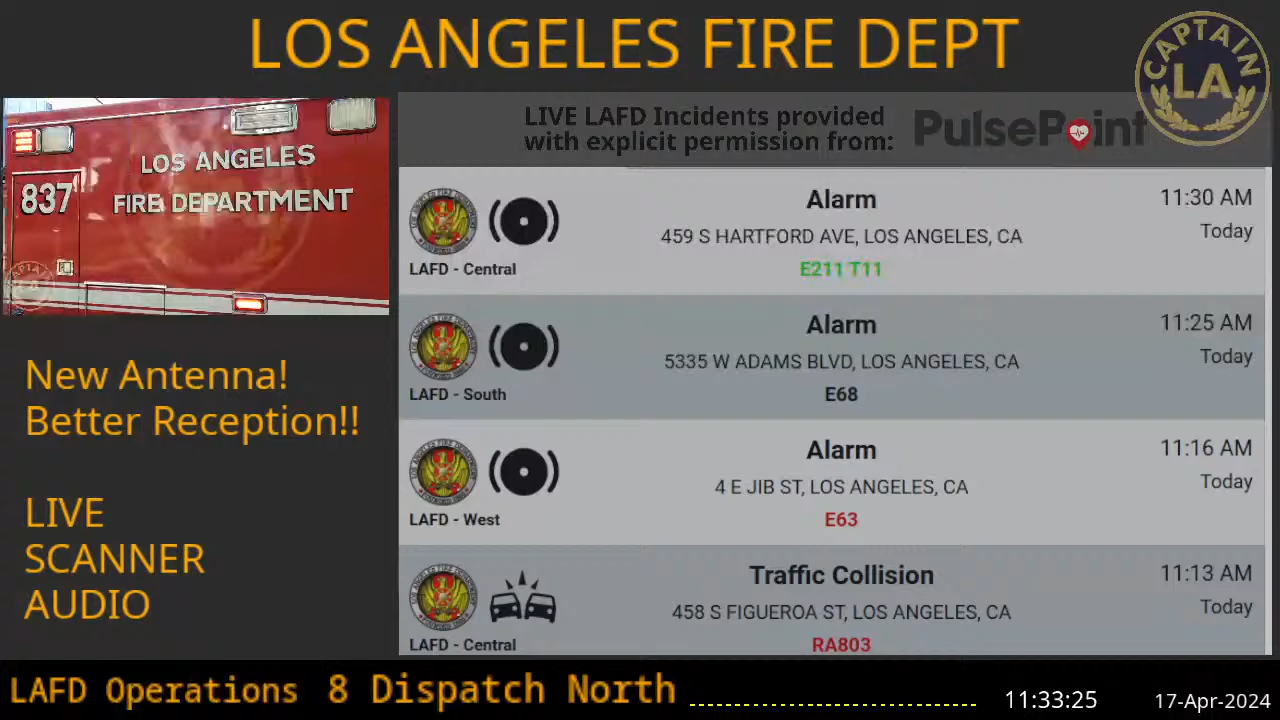 LOS ANGELES FIRE DEPT
CAPTAIN
LA
LIVE LAFD Incidents provided
with explicit permission from:
PulsePoint
LOS ANGELES
FIRE DEPARTMENT
837
Alarm
11:30 AM
459 S HARTFORD AVE, LOS ANGELES, CA
Today
LAFD - Central
E211 T11
Alarm
11:25 AM
5335 W ADAMS BLVD, LOS ANGELES, CA
Today
LAFD - South
E68
Alarm
11:16 AM
4 E JIB ST, LOS ANGELES, CA
Today
LAFD - West
E63
Traffic Collision
11:13 AM
458 S FIGUEROA ST, LOS ANGELES, CA
Today
LAFD - Central
RA803
New Antenna!
Better Reception!!
LIVE
SCANNER
AUDIO
LAFD Operations 8 Dispatch North
11:33:25
17-Apr-2024